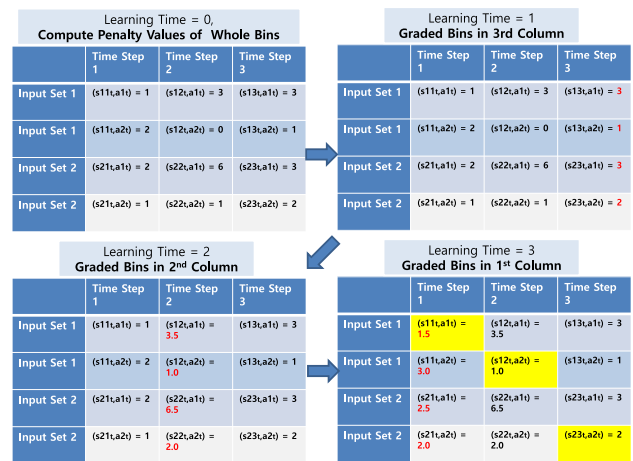 Learning Time = 0,
Compute Penalty Values of Whole Bins
Time Step 1
Time Step 2
Time Step 3
Input Set 1
(s11t,a1t) = 1
(s12t,a1t) = 3
(s13t,a1t) = 3
Input Set 1
(s11t,a2t) = 2
(s12t,a2t) = 0
(s13t,a2t) = 1
Input Set 2
(s21t,a1t) = 2
(s22t,a1t) = 6
(s23t,a1t) = 3
Input Set 2
(s21t,a2t) = 1
(s22t,a2t) = 1
(s23t,a2t) = 2
Learning Time = 1
Graded Bins in 3rd Column
Time Step 1
Time Step 2
Time Step 3
Input Set 1
(s11t,a1t) = 1
(s12t,a1t) = 3
(s13t,a1t) = 3
Input Set 1
(s11t,a2t) = 2
(s12t,a2t) = 0
(s13t,a2t) = 1
Input Set 2
(s21t,a1t) = 2
(s22t,a1t) = 6
(s23t,a1t) = 3
Input Set 2
(s21t,a2t) = 1
(s22t,a2t) = 1
(s23t,a2t) = 2
Learning Time = 2
Graded Bins in 2nd Column
Time Step 1
Time Step 2
Time Step 3
Input Set 1
(s11t,a1t) = 1
(s12t,a1t) = 3.5
(s13t,a1t) = 3
Input Set 1
(s11t,a2t) = 2
(s12t,a2t) = 1.0
(s13t,a2t) = 1
Input Set 2
(s21t,a1t) = 2
(s22t,a1t) = 6.5
(s23t,a1t) = 3
Input Set 2
(s21t,a2t) = 1
(s22t,a2t) = 2.0
(s23t,a2t) = 2
Learning Time = 3
Graded Bins in 1st Column
Time Step 1
Time Step 2
Time Step 3
Input Set 1
(s11t,a1t) = 1.5
(s12t,a1t) = 3.5
(s13t,a1t) = 3
Input Set 1
(s11t,a2t) = 3.0
(s12t,a2t) = 1.0
(s13t,a2t) = 1
Input Set 2
(s21t,a1t) = 2.5
(s22t,a1t) = 6.5
(s23t,a1t) = 3
Input Set 2
(s21t,a2t) = 2.0
(s22t,a2t) = 2.0
(s23t,a2t) = 2